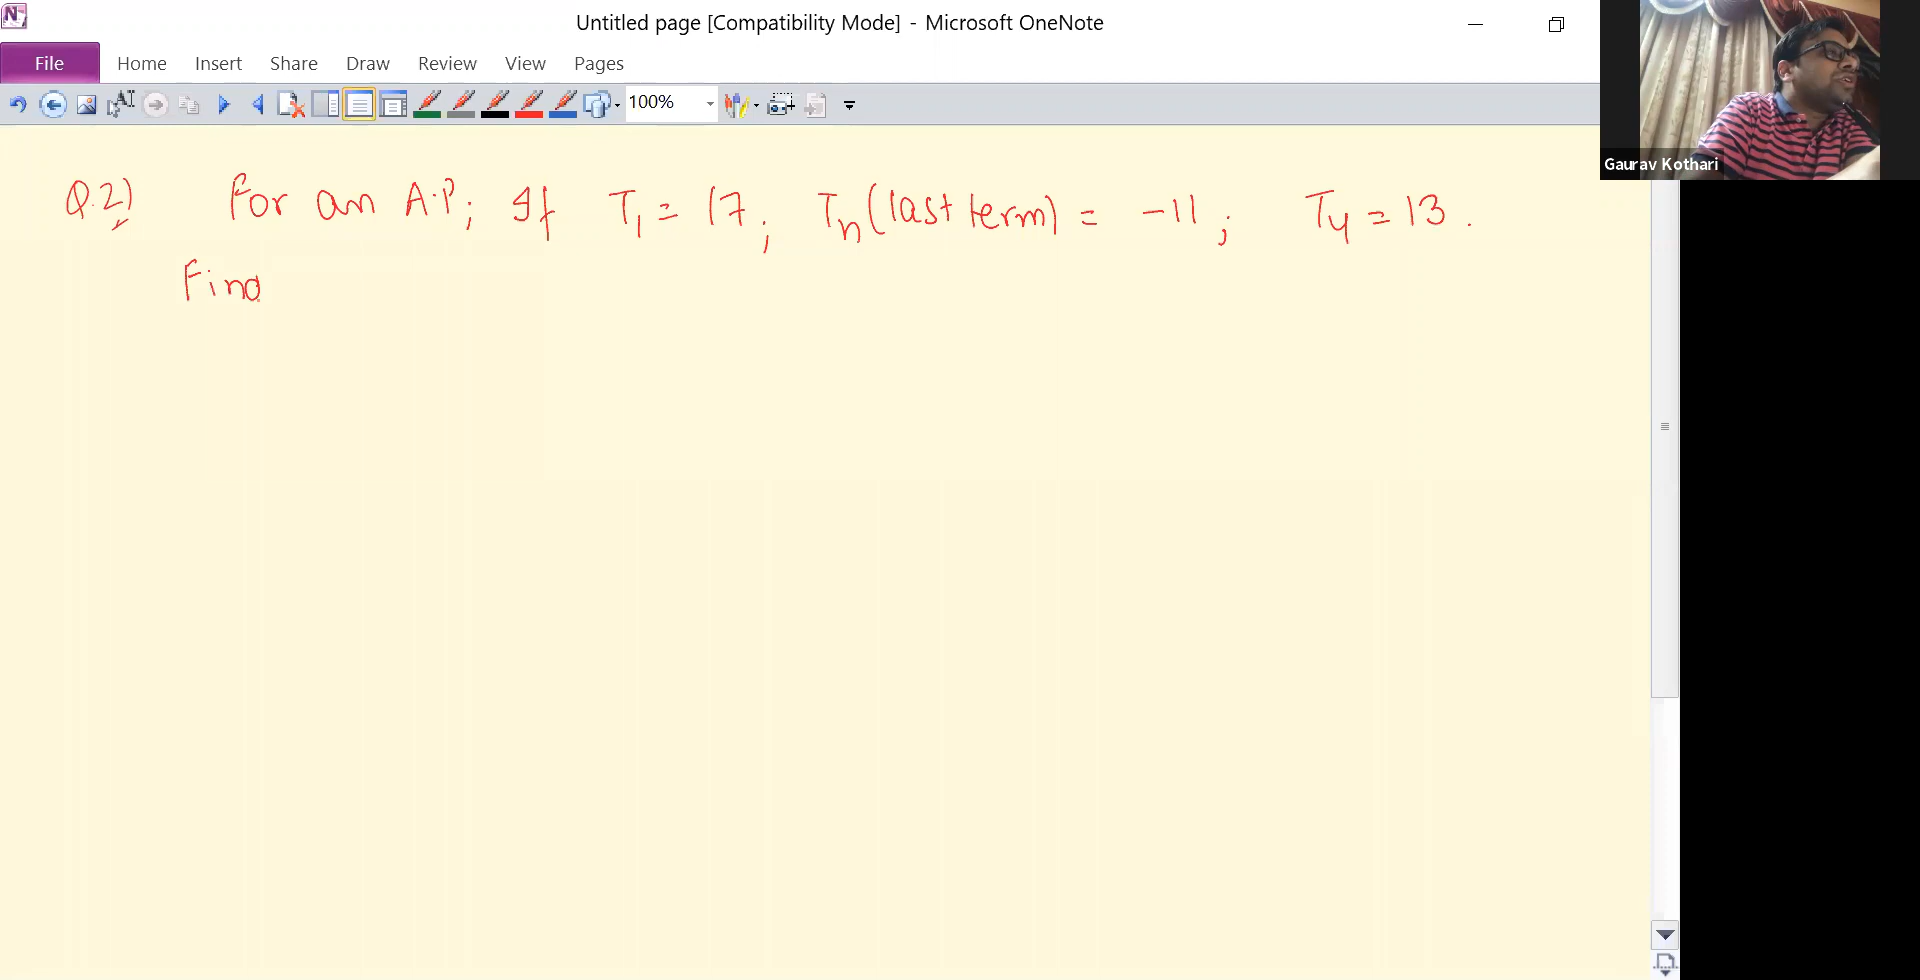 Untitled page [Compatibility Mode] - Microsoft OneNote
File Home Insert Share Draw Review View Pages
100%
Gaurav Kothari
Q.2) For an A.P; If T₁ = 17; Tn (last term) = -11; T4 = 13.
Find